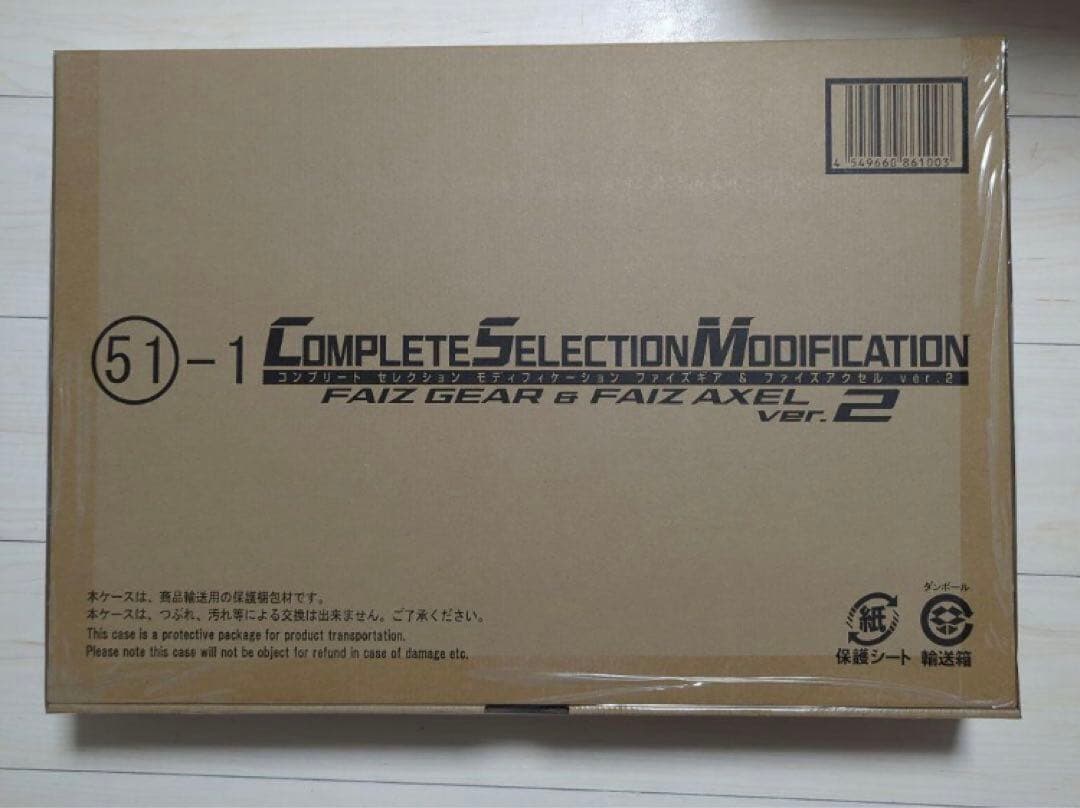 4 549660 861003
51-1 COMPLETE SELECTION MODIFICATION
コンプリート セレクション モディフィケーション ファイズギア & ファイズアクセル ver.2
FAIZ GEAR & FAIZ AXEL
ver.2
本ケースは、商品輸送用の保護梱包材です。
本ケースは、つぶれ、汚れ等による交換は出来ません。ご了承ください。
This case is a protective package for product transportation.
Please note this case will not be object for refund in case of damage etc.
紙
保護シート
ダンボール
輸送箱